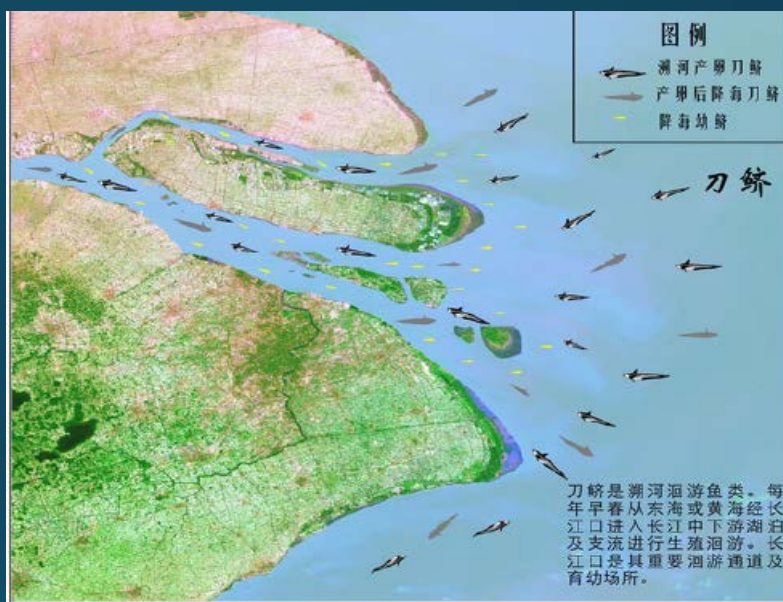 图例
溯河产卵刀鲚
产卵后降海刀鲚
降海幼鲚
刀鲚
刀鲚是溯河洄游鱼类。每
年早春从东海或黄海经长
江口进入长江中下游湖泊
及支流进行生殖洄游。长
江口是其重要洄游通道及
育幼场所。